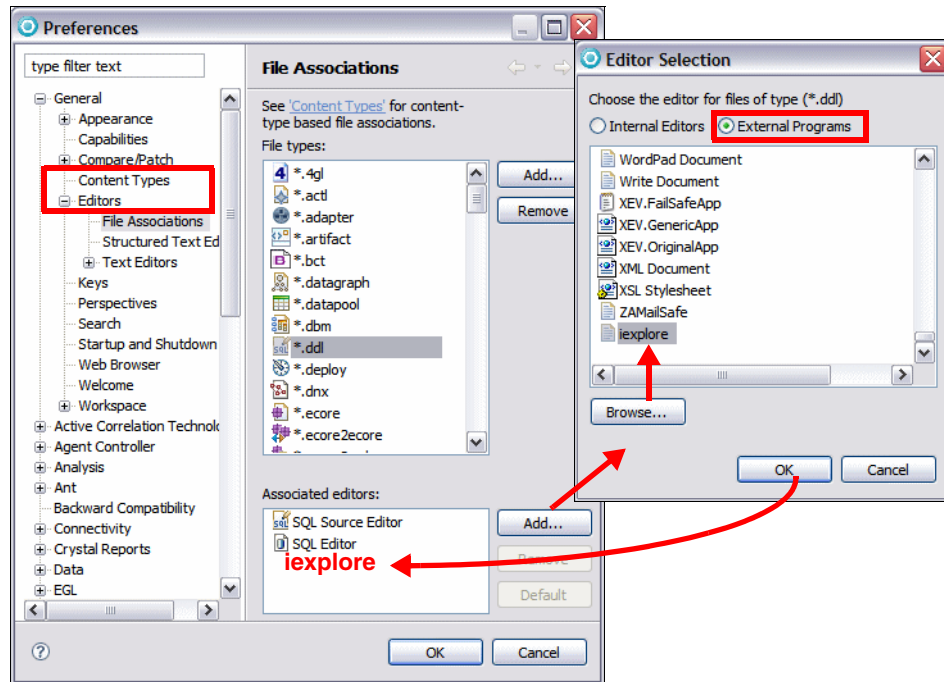 Preferences
type filter text
General
Appearance
Capabilities
Compare/Patch
Content Types
Editors
File Associations
Structured Text Ed
Text Editors
Keys
Perspectives
Search
Startup and Shutdown
Web Browser
Welcome
Workspace
Active Correlation Technolo
Agent Controller
Analysis
Ant
Backward Compatibility
Connectivity
Crystal Reports
Data
EGL
File Associations
See 'Content Types' for content-
type based file associations.
File types:
*.4gl
*.actl
*.adapter
*.artifact
*.bct
*.datagraph
*.datapool
*.dbm
*.ddl
*.deploy
*.dnx
*.ecore
*.ecore2ecore
Add...
Remove
Associated editors:
SQL Source Editor
SQL Editor
iexplore
Add...
Remove
Default
OK
Cancel
Editor Selection
Choose the editor for files of type (*.ddl)
Internal Editors
External Programs
WordPad Document
Write Document
XEV.FailSafeApp
XEV.GenericApp
XEV.OriginalApp
XML Document
XSL Stylesheet
ZAMailSafe
iexplore
Browse...
OK
Cancel